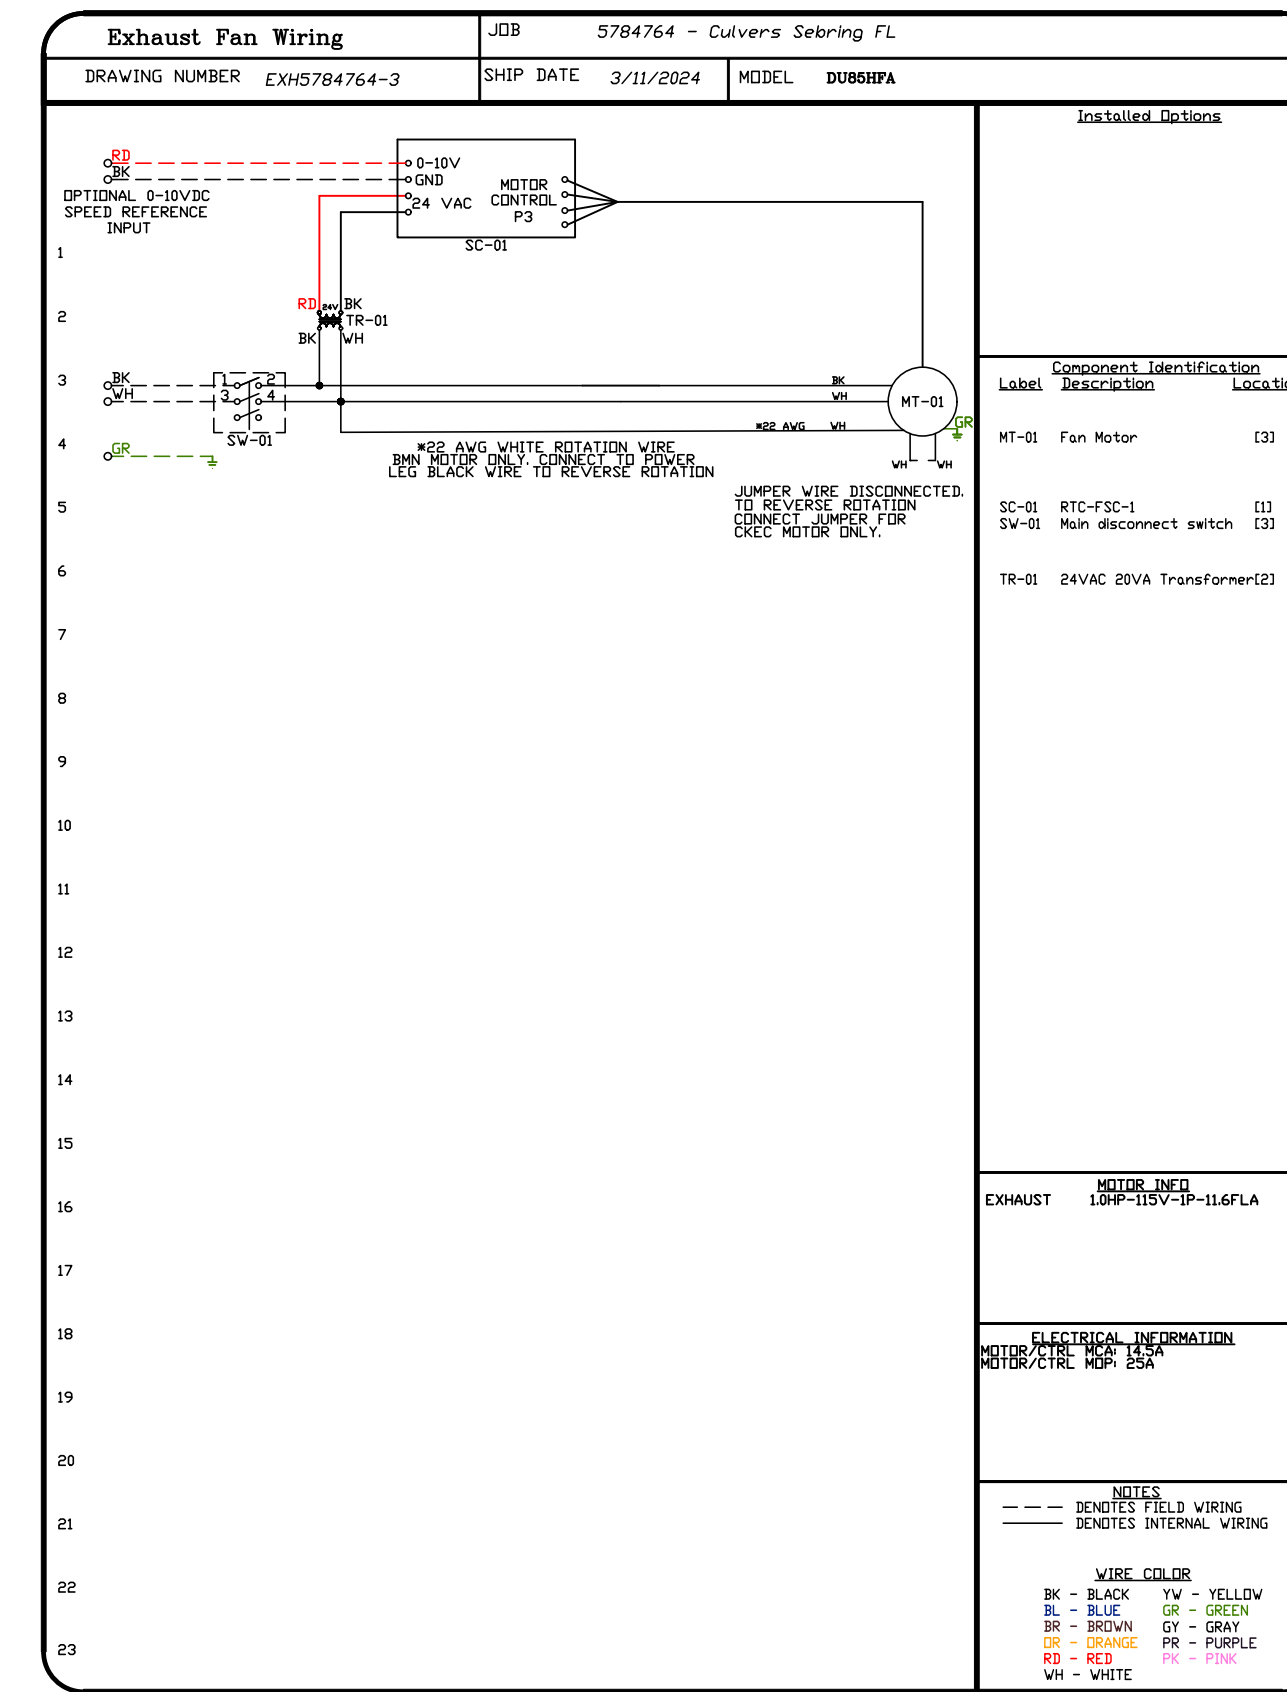 Exhaust Fan Wiring
JOB 5784764 - Culvers Sebring FL
DRAWING NUMBER EXH5784764-3
SHIP DATE 3/11/2024
MODEL DU85HFA
RD
BK
OPTIONAL 0-10VDC
SPEED REFERENCE
INPUT
0-10V
GND
24 VAC
MOTOR
CONTROL
P3
SC-01
RD 24V BK
TR-01
BK WH
BK
WH
1 2
3 4
SW-01
GR
BK
WH
*22 AWG WH
MT-01
GR
WH WH
*22 AWG WHITE ROTATION WIRE
BMN MOTOR ONLY. CONNECT TO POWER
LEG BLACK WIRE TO REVERSE ROTATION
JUMPER WIRE DISCONNECTED.
TO REVERSE ROTATION
CONNECT JUMPER FOR
CKEC MOTOR ONLY.
1
2
3
4
5
6
7
8
9
10
11
12
13
14
15
16
17
18
19
20
21
22
23
Installed Options
Component Identification
Label Description Locatio
MT-01 Fan Motor [3]
SC-01 RTC-FSC-1 [1]
SW-01 Main disconnect switch [3]
TR-01 24VAC 20VA Transformer[2]
MOTOR INFO
EXHAUST 1.0HP-115V-1P-11.6FLA
ELECTRICAL INFORMATION
MOTOR/CTRL MCA: 14.5A
MOTOR/CTRL MOP: 25A
NOTES
DENOTES FIELD WIRING
DENOTES INTERNAL WIRING
WIRE COLOR
BK - BLACK YW - YELLOW
BL - BLUE GR - GREEN
BR - BROWN GY - GRAY
OR - ORANGE PR - PURPLE
RD - RED PK - PINK
WH - WHITE